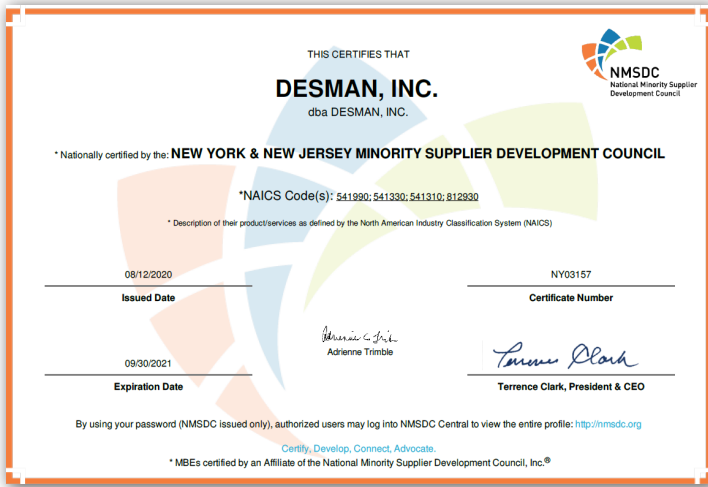 THIS CERTIFIES THAT
NMSDC
National Minority Supplier
Development Council
DESMAN, INC.
dba DESMAN, INC.
* Nationally certified by the: NEW YORK & NEW JERSEY MINORITY SUPPLIER DEVELOPMENT COUNCIL
*NAICS Code(s): 541990; 541330; 541310; 812930
* Description of their product/services as defined by the North American Industry Classification System (NAICS)
08/12/2020
Issued Date
NY03157
Certificate Number
Adrienne Trimble
09/30/2021
Expiration Date
Terrence Clark
Terrence Clark, President & CEO
By using your password (NMSDC issued only), authorized users may log into NMSDC Central to view the entire profile: http://nmsdc.org
Certify, Develop, Connect, Advocate.
* MBEs certified by an Affiliate of the National Minority Supplier Development Council, Inc.®